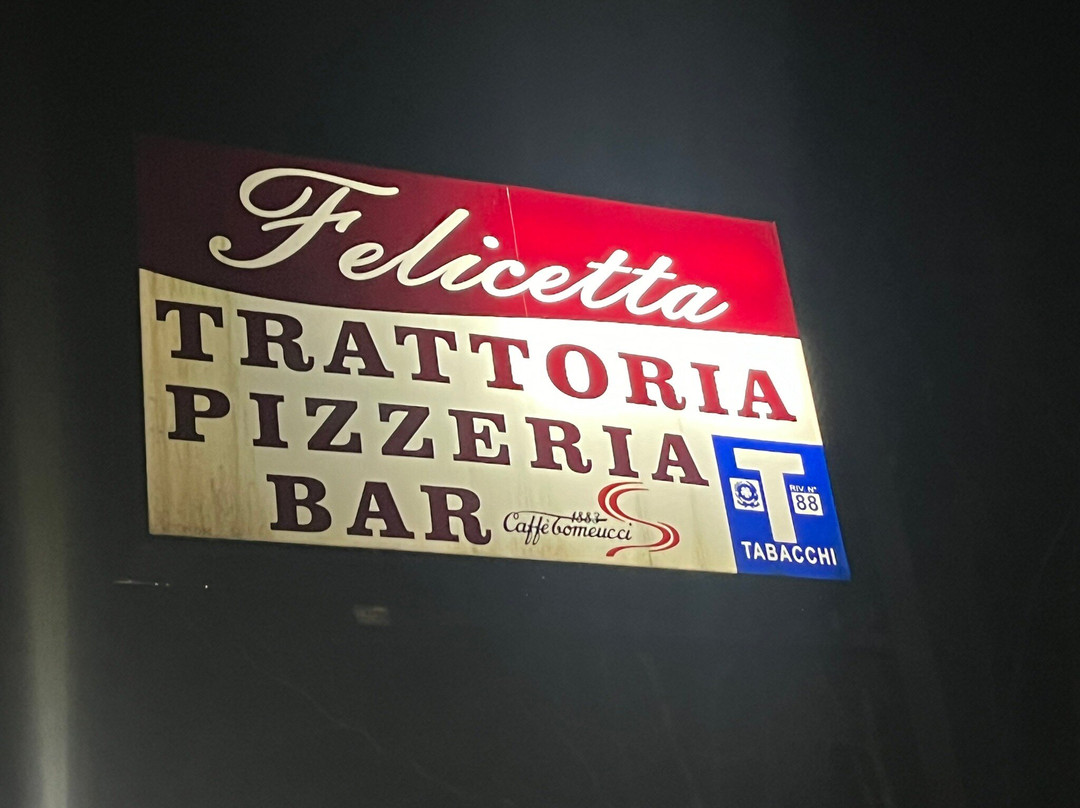 Felicetta
TRATTORIA
PIZZERIA
BAR
1883
Caffè Tomeucci
T
RIV. N°
88
TABACCHI